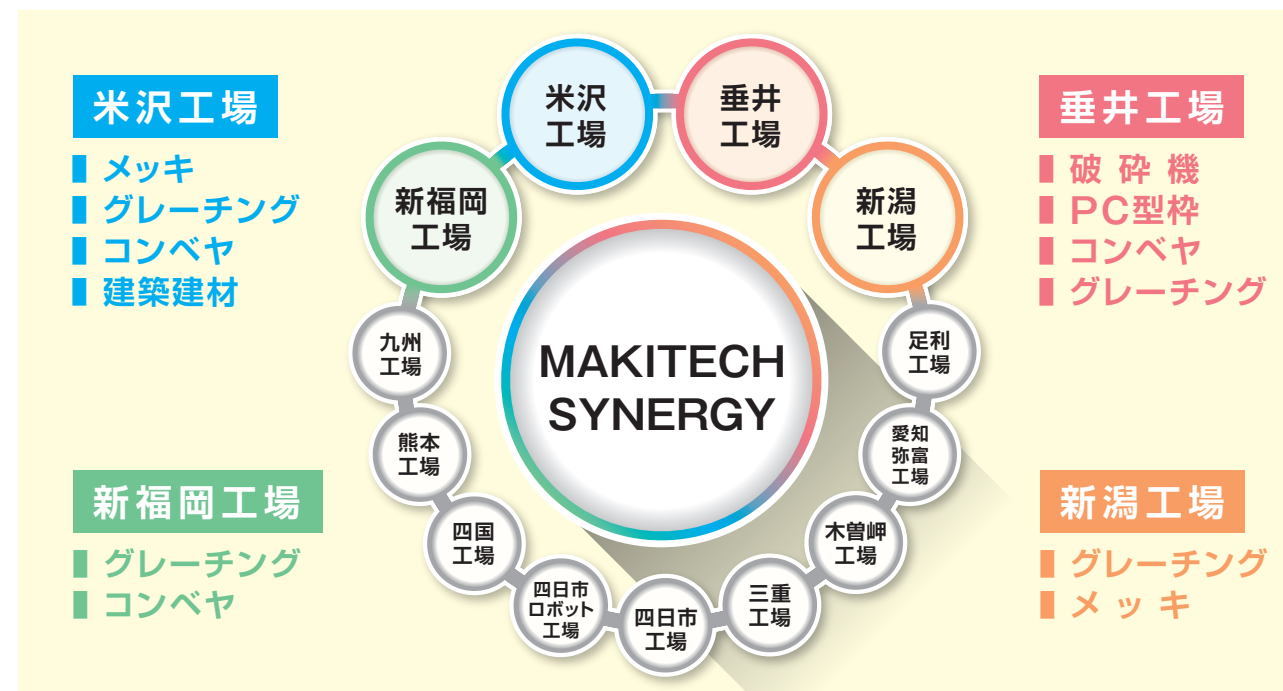 米沢工場
メッキ
グレーチング
コンベヤ
建築建材
新福岡工場
グレーチング
コンベヤ
米沢
工場
垂井
工場
新福岡
工場
新潟
工場
MAKITECH
SYNERGY
九州
工場
足利
工場
熊本
工場
愛知
弥富
工場
四国
工場
木曽岬
工場
四日市
ロボット
工場
四日市
工場
三重
工場
垂井工場
破砕機
PC型枠
コンベヤ
グレーチング
新潟工場
グレーチング
メッキ